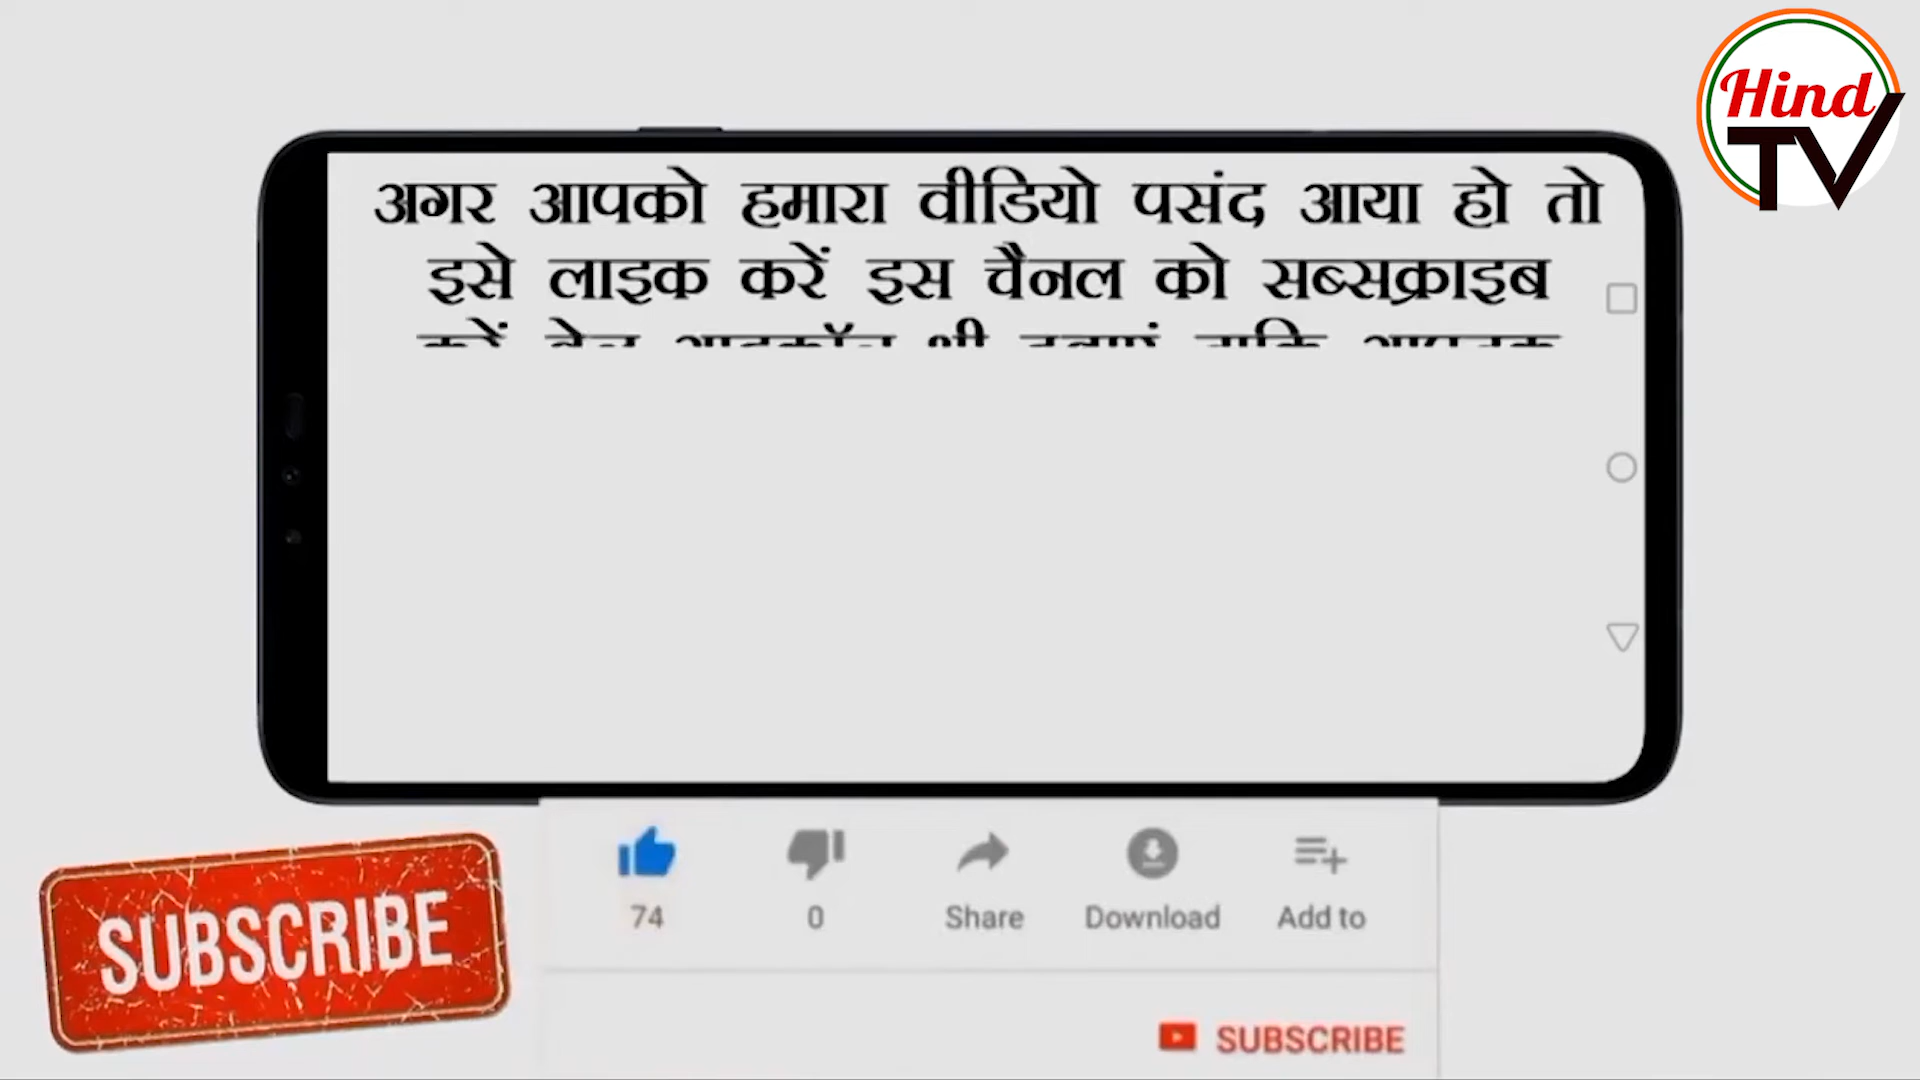 Hind
TV
अगर आपको हमारा वीडियो पसंद आया हो तो
इसे लाइक करें इस चैनल को सब्सक्राइब
74
0
Share
Download
Add to
SUBSCRIBE
SUBSCRIBE